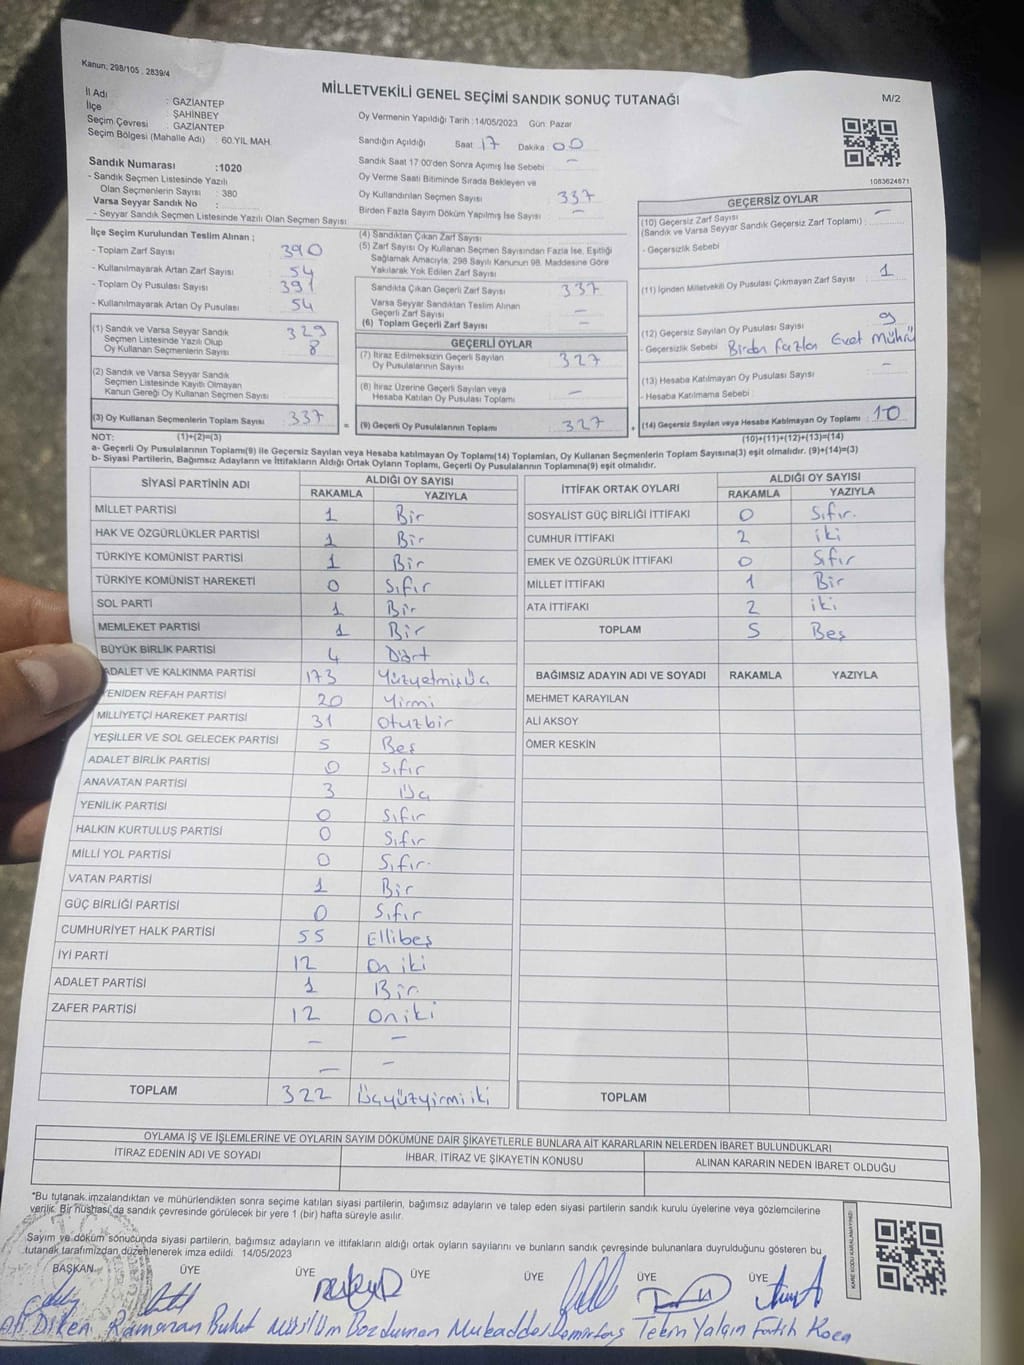 Kanun: 298/105 , 2839/4
MİLLETVEKİLİ GENEL SEÇİMİ SANDIK SONUÇ TUTANAĞI
M/2
İl Adı : GAZİANTEP
İlçe : ŞAHİNBEY
Seçim Çevresi : GAZİANTEP
Seçim Bölgesi (Mahalle Adı) : 60.YIL MAH.
Sandık Numarası :1020
- Sandık Seçmen Listesinde Yazılı
Olan Seçmenlerin Sayısı : 380
Varsa Seyyar Sandık No :
- Seyyar Sandık Seçmen Listesinde Yazılı Olan Seçmen Sayısı:
Oy Vermenin Yapıldığı Tarih :14/05/2023 Gün: Pazar
Sandığın Açıldığı Saat 17 Dakika : 00
Sandık Saat 17:00'den Sonra Açımış İse Sebebi : —
Oy Verme Saati Bitiminde Sırada Bekleyen ve
Oy Kullandırılan Seçmen Sayısı 337
Birden Fazla Sayım Döküm Yapılmış İse Sayısı : —
1083624871
İlçe Seçim Kurulundan Teslim Alınan ;
- Toplam Zarf Sayısı 390
- Kullanılmayarak Artan Zarf Sayısı 54
- Toplam Oy Pusulası Sayısı 391
- Kullanılmayarak Artan Oy Pusulası 54
(4) Sandıktan Çıkan Zarf Sayısı
(5) Zarf Sayısı Oy Kullanan Seçmen Sayısından Fazla İse, Eşitliği
Sağlamak Amacıyla, 298 Sayılı Kanunun 98. Maddesine Göre
Yakılarak Yok Edilen Zarf Sayısı
Sandıkta Çıkan Geçerli Zarf Sayısı : 337
Varsa Seyyar Sandıktan Teslim Alınan
Geçerli Zarf Sayısı —
(6) Toplam Geçerli Zarf Sayısı —
GEÇERSİZ OYLAR
(10) Geçersiz Zarf Sayısı —
(Sandık ve Varsa Seyyar Sandık Geçersiz Zarf Toplamı) :
- Geçersizlik Sebebi
(11) İçinden Milletvekili Oy Pusulası Çıkmayan Zarf Sayısı : 1
(12) Geçersiz Sayılan Oy Pusulası Sayısı 9
- Geçersizlik Sebebi : Birden Fazla Evet Mührü
(13) Hesaba Katılmayan Oy Pusulası Sayısı : —
- Hesaba Katılmama Sebebi :
(14) Geçersiz Sayılan veya Hesaba Katılmayan Oy Toplamı : 10
(10)+(11)+(12)+(13)=(14)
(1) Sandık ve Varsa Seyyar Sandık
Seçmen Listesinde Yazılı Olup
Oy Kullanan Seçmenlerin Sayısı 329 8
(2) Sandık ve Varsa Seyyar Sandık
Seçmen Listesinde Kayıtlı Olmayan
Kanun Gereği Oy Kullanan Seçmen Sayısı
(3) Oy Kullanan Seçmenlerin Toplam Sayısı 337
(1)+(2)=(3)
GEÇERLİ OYLAR
(7) İtiraz Edilmeksizin Geçerli Sayılan
Oy Pusulalarının Sayısı : 327
(8) İtiraz Üzerine Geçerli Sayılan veya
Hesaba Katılan Oy Pusulası Toplamı : —
(9) Geçerli Oy Pusulalarının Toplamı : 327
NOT:
a- Geçerli Oy Pusulalarının Toplamı(9) ile Geçersiz Sayılan veya Hesaba katılmayan Oy Toplamı(14) Toplamları, Oy Kullanan Seçmenlerin Toplam Sayısına(3) eşit olmalıdır. (9)+(14)=(3)
b- Siyasi Partilerin, Bağımsız Adayların ve İttifakların Aldığı Ortak Oyların Toplamı, Geçerli Oy Pusulalarının Toplamına(9) eşit olmalıdır.
SİYASİ PARTİNİN ADI ALDIĞI OY SAYISI
RAKAMLA YAZIYLA
MİLLET PARTİSİ 1 Bir
HAK VE ÖZGÜRLÜKLER PARTİSİ 1 Bir
TÜRKİYE KOMÜNİST PARTİSİ 1 Bir
TÜRKİYE KOMÜNİST HAREKETİ 0 Sıfır
SOL PARTİ 1 Bir
MEMLEKET PARTİSİ 1 Bir
BÜYÜK BİRLİK PARTİSİ 4 Dört
ADALET VE KALKINMA PARTİSİ 173 Yüzyetmişüç
YENİDEN REFAH PARTİSİ 20 Yirmi
MİLLİYETÇİ HAREKET PARTİSİ 31 Otuzbir
YEŞİLLER VE SOL GELECEK PARTİSİ 5 Beş
ADALET BİRLİK PARTİSİ 0 Sıfır
ANAVATAN PARTİSİ 3 Üç
YENİLİK PARTİSİ 0 Sıfır
HALKIN KURTULUŞ PARTİSİ 0 Sıfır
MİLLİ YOL PARTİSİ 0 Sıfır
VATAN PARTİSİ 1 Bir
GÜÇ BİRLİĞİ PARTİSİ 0 Sıfır
CUMHURİYET HALK PARTİSİ 55 Ellibeş
İYİ PARTİ 12 On iki
ADALET PARTİSİ 1 Bir
ZAFER PARTİSİ 12 Oniki
— —
— —
TOPLAM 322 Üçyüzyirmi iki
İTTİFAK ORTAK OYLARI ALDIĞI OY SAYISI
RAKAMLA YAZIYLA
SOSYALİST GÜÇ BİRLİĞİ İTTİFAKI 0 Sıfır.
CUMHUR İTTİFAKI 2 iki
EMEK VE ÖZGÜRLÜK İTTİFAKI 0 Sıfır
MİLLET İTTİFAKI 1 Bir
ATA İTTİFAKI 2 iki
TOPLAM 5 Beş
BAĞIMSIZ ADAYIN ADI VE SOYADI RAKAMLA YAZIYLA
MEHMET KARAYILAN
ALİ AKSOY
ÖMER KESKİN
TOPLAM
OYLAMA İŞ VE İŞLEMLERİNE VE OYLARIN SAYIM DÖKÜMÜNE DAİR ŞİKAYETLERLE BUNLARA AİT KARARLARIN NELERDEN İBARET BULUNDUKLARI
İTİRAZ EDENİN ADI VE SOYADI İHBAR, İTİRAZ VE ŞİKAYETİN KONUSU ALINAN KARARIN NEDEN İBARET OLDUĞU
*Bu tutanak imzalandıktan ve mühürlendikten sonra seçime katılan siyasi partilerin, bağımsız adayların ve talep eden siyasi partilerin sandık kurulu üyelerine veya gözlemcilerine
verilir. Bir nüshası da sandık çevresinde görülecek bir yere 1 (bir) hafta süreyle asılır.
Sayım ve döküm sonucunda siyasi partilerin, bağımsız adayların ve ittifakların aldığı ortak oyların sayılarını ve bunların sandık çevresinde bulunanlara duyrulduğunu gösteren bu
tutanak tarafımızdan düzenlenerek imza edildi. 14/05/2023
KARE KODU KARALAMAYINIZ!
BAŞKAN ÜYE ÜYE ÜYE ÜYE ÜYE ÜYE
Ali Diken Ramazan Bulut Müslüm Bozduman Mukaddes Demirtaş Tekin Yalçın Fatih Koca